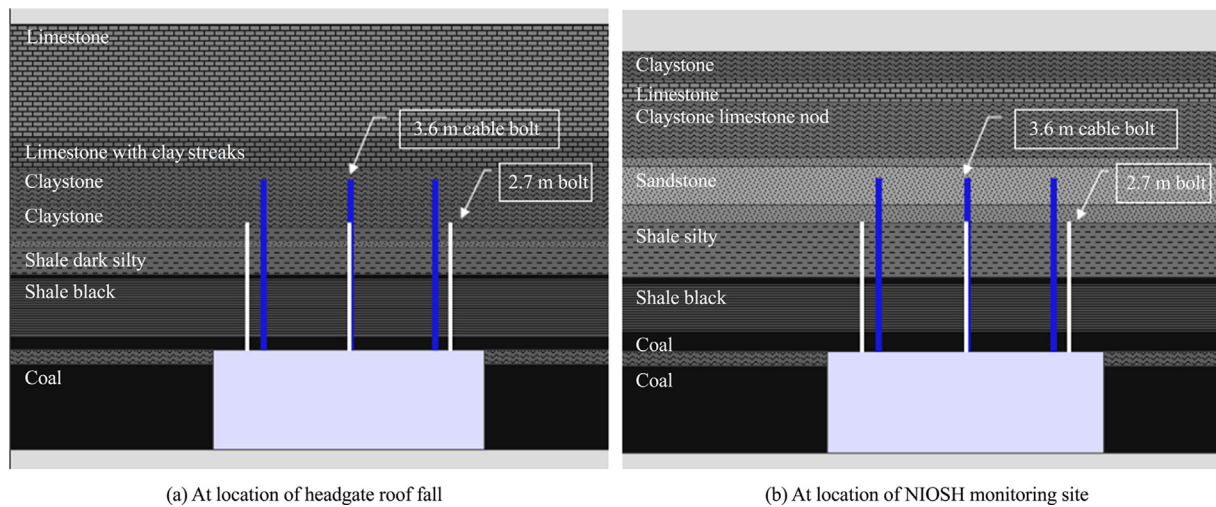 Limestone
3.6 m cable bolt
Limestone with clay streaks
Claystone
2.7 m bolt
Claystone
Shale dark silty
Shale black
Coal
(a) At location of headgate roof fall
Claystone
Limestone
Claystone limestone nod
3.6 m cable bolt
Sandstone
2.7 m bolt
Shale silty
Shale black
Coal
Coal
(b) At location of NIOSH monitoring site